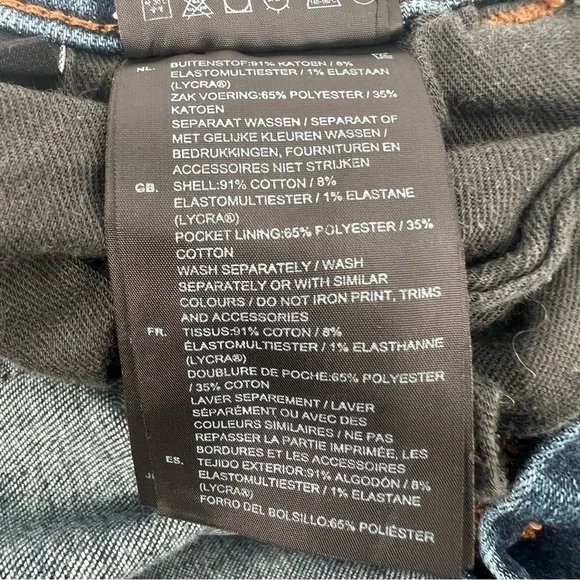 NL. BUITENSTOF:91% KATOEN / 8%
ELASTOMULTIESTER / 1% ELASTAAN
(LYCRA®)
ZAK VOERING:65% POLYESTER / 35%
KATOEN
SEPARAAT WASSEN / SEPARAAT OF
MET GELIJKE KLEUREN WASSEN /
BEDRUKKINGEN, FOURNITUREN EN
ACCESSOIRES NIET STRIJKEN
GB. SHELL:91% COTTON / 8%
ELASTOMULTIESTER / 1% ELASTANE
(LYCRA®)
POCKET LINING:65% POLYESTER / 35%
COTTON
WASH SEPARATELY / WASH
SEPARATELY OR WITH SIMILAR
COLOURS / DO NOT IRON PRINT, TRIMS
AND ACCESSORIES
FR. TISSUS:91% COTON / 8%
ÉLASTOMULTIESTER / 1% ELASTHANNE
(LYCRA®)
DOUBLURE DE POCHE:65% POLYESTER
/ 35% COTON
LAVER SEPAREMENT / LAVER
SÉPARÉMENT OU AVEC DES
COULEURS SIMILAIRES / NE PAS
REPASSER LA PARTIE IMPRIMÉE, LES
BORDURES ET LES ACCESSOIRES
ES. TEJIDO EXTERIOR:91% ALGODÓN / 8%
ELASTOMULTIESTER / 1% ELASTANE
(LYCRA®)
FORRO DEL BOLSILLO:65% POLIÉSTER